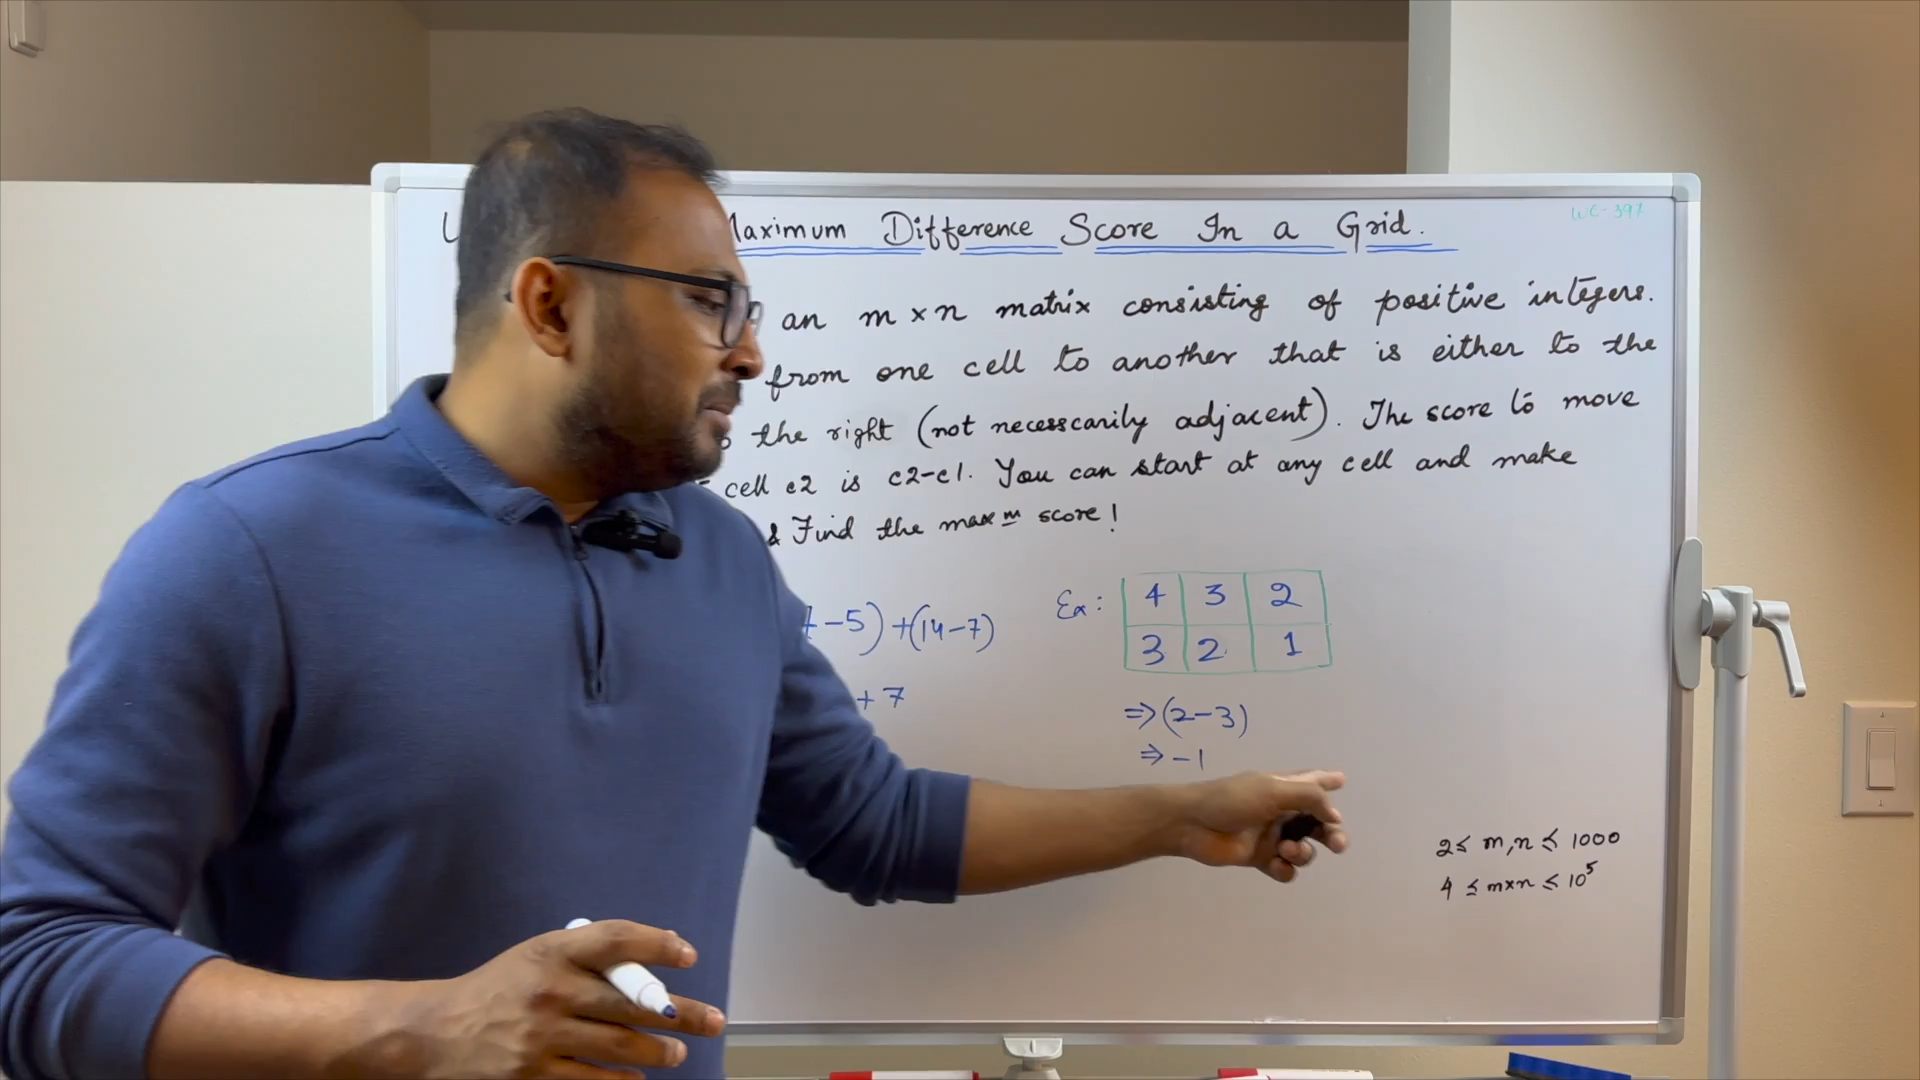 Maximum Difference Score In a Grid.
WC-397
an m x n matrix consisting of positive integers.
from one cell to another that is either to the
the right (not necesscarily adjacent). The score to move
cell c2 is c2-c1. You can start at any cell and make
& Find the maxm score!
-5)+(14-7)
+ 7
Ex:
4 3 2
3 2 1
⇒(2-3)
⇒ -1
2 ≤ m,n ≤ 1000
4 ≤ m×n ≤ 10⁵